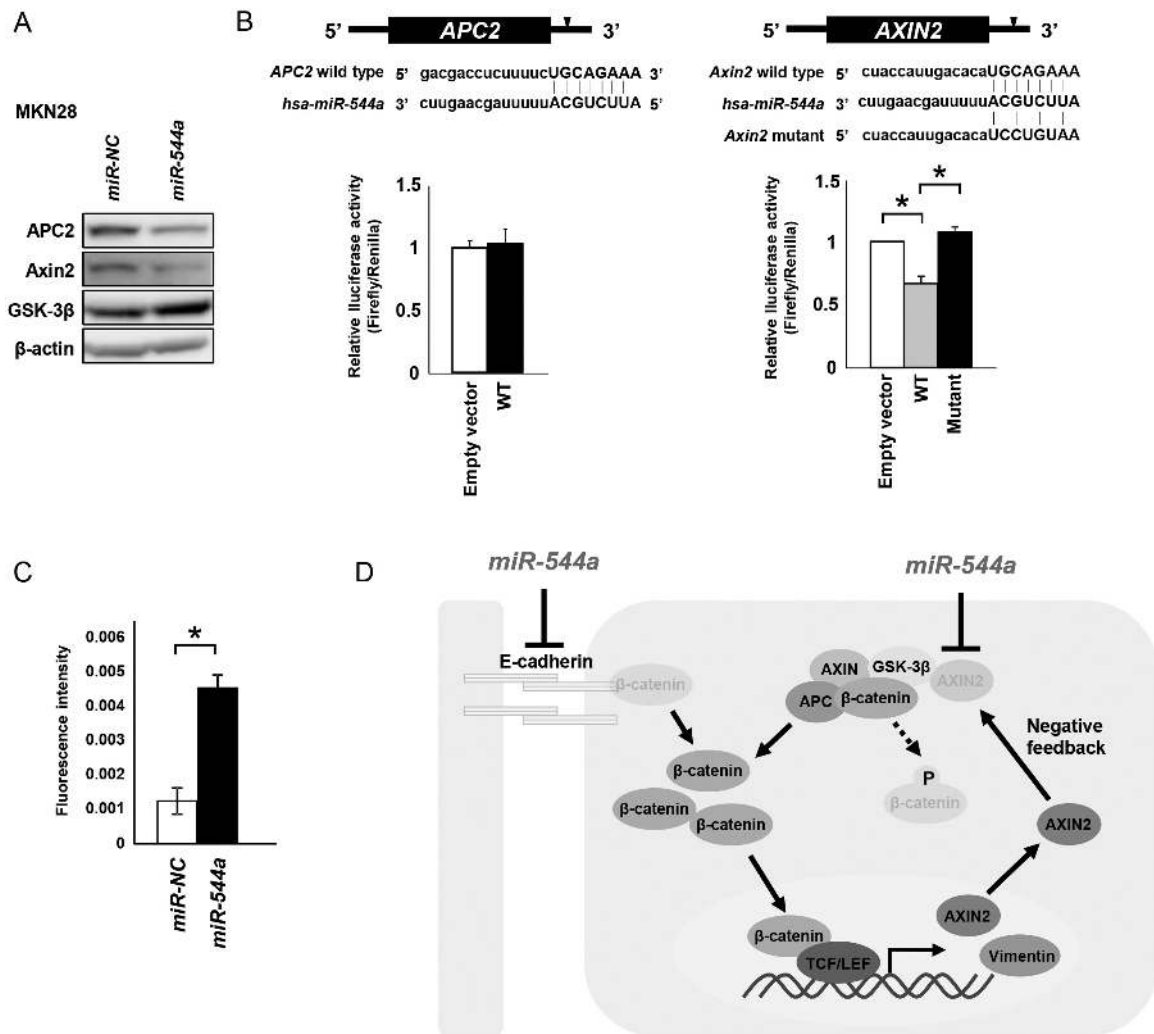 A
MKN28
miR-NC
miR-544a
APC2
Axin2
GSK-3β
β-actin
B
5’ APC2 3’
APC2 wild type 5’ gacgaccucuuuucUGCAGAAA 3’
hsa-miR-544a 3’ cuugaacgauuuuuACGUCUUA 5’
Relative lluciferase activity
(Firefly/Renilla)
1.5
1
0.5
0
Empty vector
WT
5’ AXIN2 3’
Axin2 wild type 5’ cuaccauugacacaUGCAGAAA 3’
hsa-miR-544a 3’ cuugaacgauuuuuACGUCUUA 5’
Axin2 mutant 5’ cuaccauugacacaUCCUGUAA 3’
Relative lluciferase activity
(Firefly/Renilla)
1.5
1
0.5
0
*
*
Empty vector
WT
Mutant
C
Fluorescence intensity
0.006
0.005
0.004
0.003
0.002
0.001
0
*
miR-NC
miR-544a
D
miR-544a
miR-544a
E-cadherin
β-catenin
AXIN
GSK-3β
AXIN2
APC
β-catenin
Negative
feedback
β-catenin
P
β-catenin
β-catenin
β-catenin
AXIN2
AXIN2
β-catenin
TCF/LEF
Vimentin